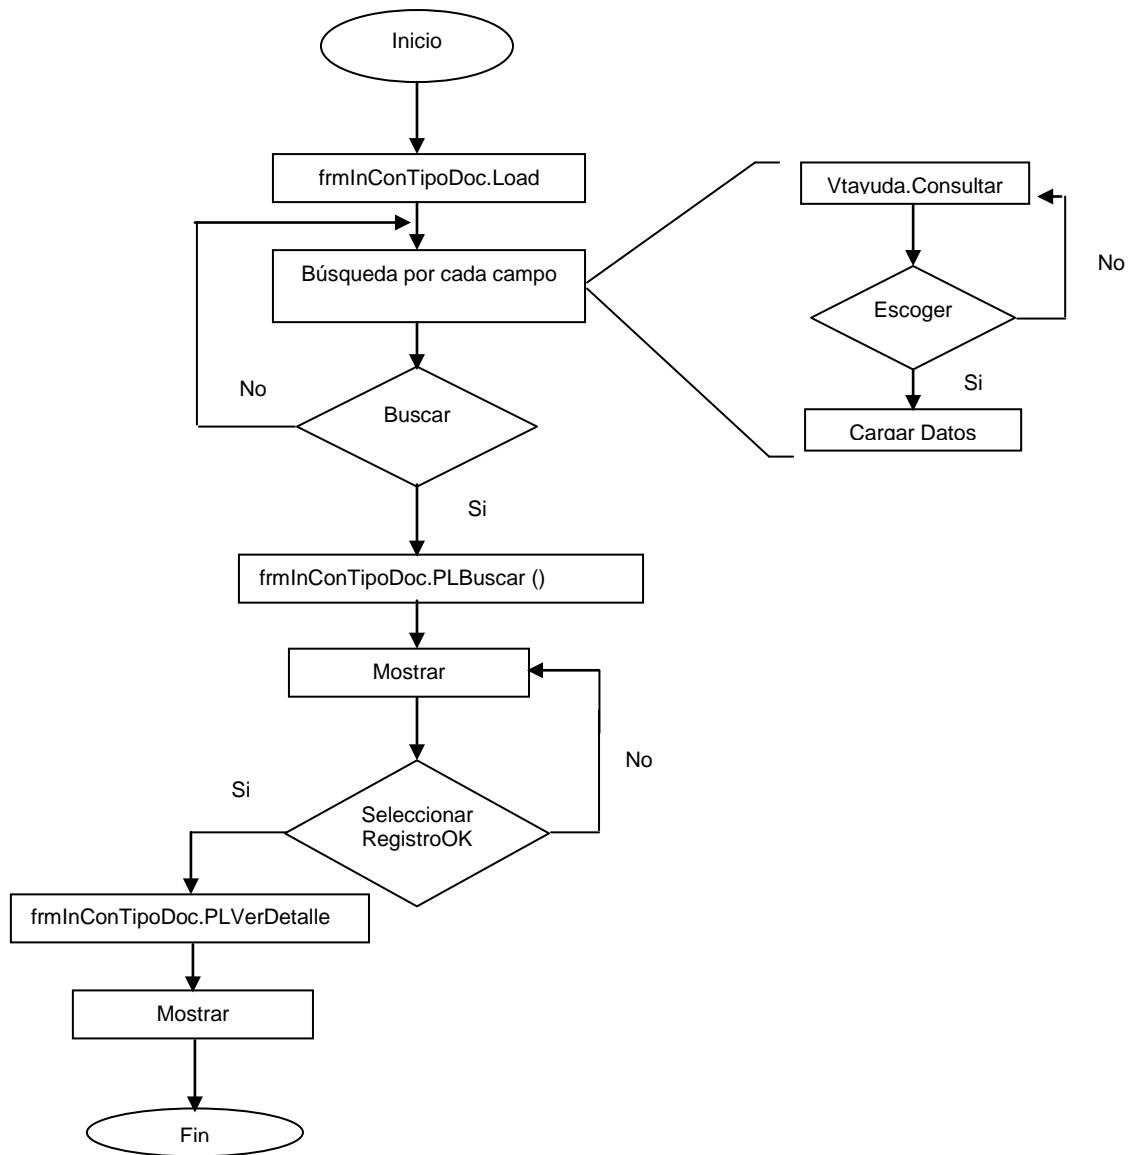 Inicio
frmInConTipoDoc.Load
Vtayuda.Consultar
No
Búsqueda por cada campo
Escoger
No
Si
Buscar
Cargar Datos
Si
frmInConTipoDoc.PLBuscar ()
Mostrar
No
Si
Seleccionar
RegistroOK
frmInConTipoDoc.PLVerDetalle
Mostrar
Fin